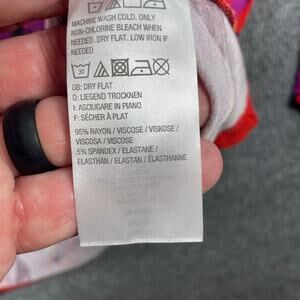 MACHINE WASH COLD. ONLY
NON-CHLORINE BLEACH WHEN
NEEDED. DRY FLAT. LOW IRON IF
NEEDED
30
GB: DRY FLAT
D: LIEGEND TROCKNEN
I: ASCIUGARE IN PIANO
F: SÉCHER À PLAT
95% RAYON / VISCOSE / VISKOSE /
VISCOSA / VISCOSE
5% SPANDEX / ELASTANE /
ELASTHAN / ELASTAN / ÉLASTHANNE